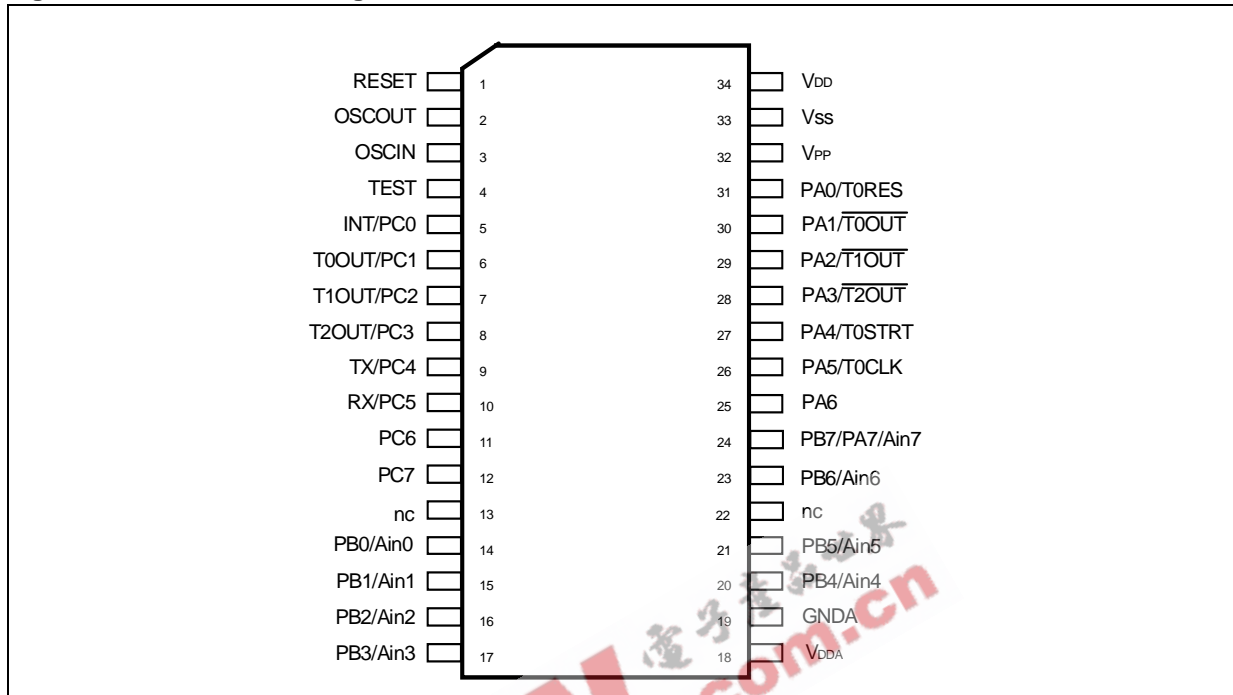 RESET 1 34 VDD
OSCOUT 2 33 Vss
OSCIN 3 32 VPP
TEST 4 31 PA0/T0RES
INT/PC0 5 30 PA1/T0OUT
T0OUT/PC1 6 29 PA2/T1OUT
T1OUT/PC2 7 28 PA3/T2OUT
T2OUT/PC3 8 27 PA4/T0STRT
TX/PC4 9 26 PA5/T0CLK
RX/PC5 10 25 PA6
PC6 11 24 PB7/PA7/Ain7
PC7 12 23 PB6/Ain6
nc 13 22 nc
PB0/Ain0 14 21 PB5/Ain5
PB1/Ain1 15 20 PB4/Ain4
PB2/Ain2 16 19 GNDA
PB3/Ain3 17 18 VDDA
com.cn